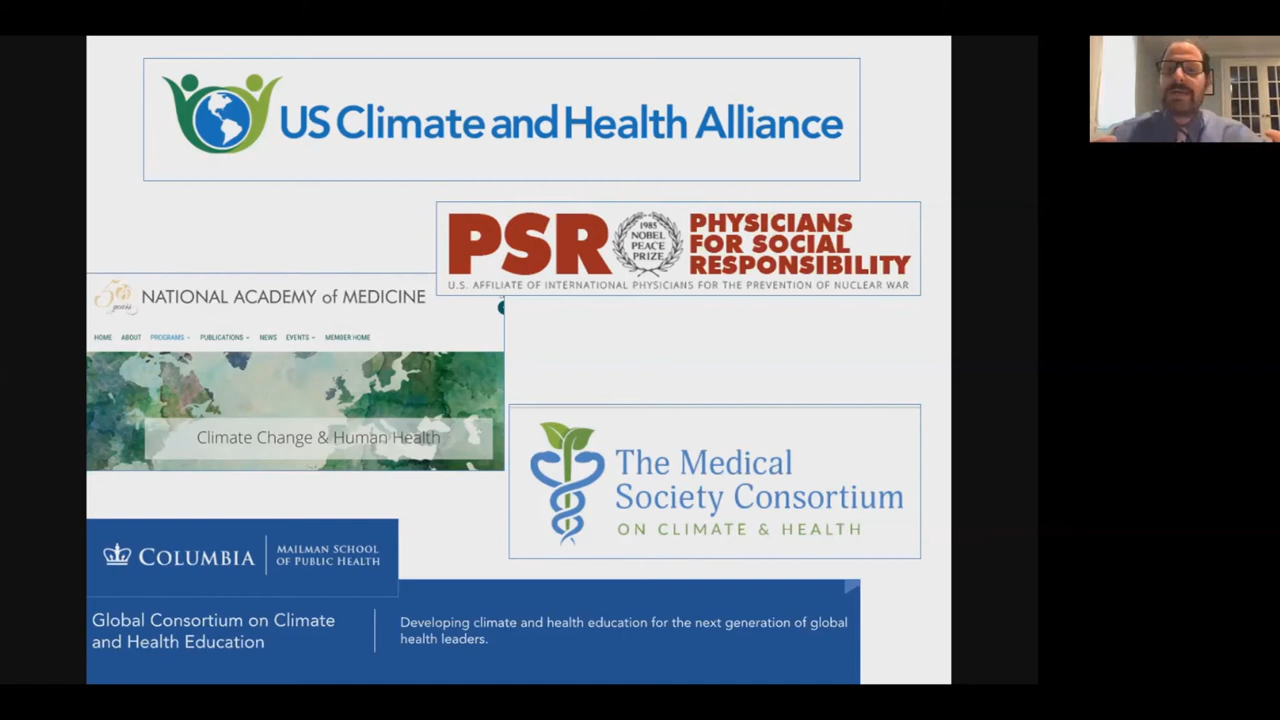 US Climate and Health Alliance
PSR
1985
NOBEL
PEACE
PRIZE
PHYSICIANS
FOR SOCIAL
RESPONSIBILITY
U.S. AFFILIATE OF INTERNATIONAL PHYSICIANS FOR THE PREVENTION OF NUCLEAR WAR
50 years
NATIONAL ACADEMY of MEDICINE
HOME ABOUT PROGRAMS PUBLICATIONS NEWS EVENTS MEMBER HOME
Climate Change & Human Health
The Medical
Society Consortium
ON CLIMATE & HEALTH
COLUMBIA
MAILMAN SCHOOL
OF PUBLIC HEALTH
Global Consortium on Climate
and Health Education
Developing climate and health education for the next generation of global
health leaders.